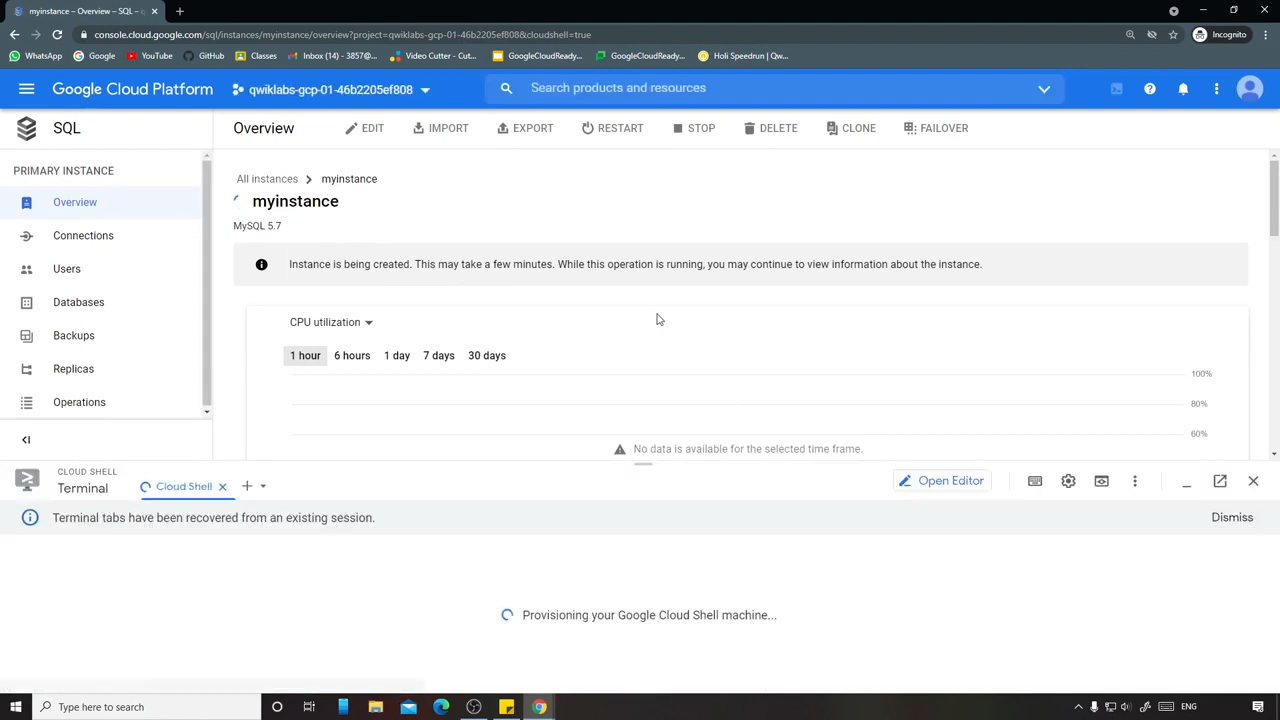 myinstance – Overview – SQL – q
console.cloud.google.com/sql/instances/myinstance/overview?project=qwiklabs-gcp-01-46b2205ef808&cloudshell=true
Incognito
WhatsApp Google YouTube GitHub Classes Inbox (14) - 3857@... Video Cutter - Cut... GoogleCloudReady... GoogleCloudReady... Holi Speedrun | Qw...
Google Cloud Platform qwiklabs-gcp-01-46b2205ef808 Search products and resources
SQL Overview EDIT IMPORT EXPORT RESTART STOP DELETE CLONE FAILOVER
PRIMARY INSTANCE
Overview
Connections
Users
Databases
Backups
Replicas
Operations
All instances myinstance
myinstance
MySQL 5.7
Instance is being created. This may take a few minutes. While this operation is running, you may continue to view information about the instance.
CPU utilization
1 hour 6 hours 1 day 7 days 30 days
100%
80%
60%
No data is available for the selected time frame.
CLOUD SHELL
Terminal Cloud Shell Open Editor
Terminal tabs have been recovered from an existing session. Dismiss
Provisioning your Google Cloud Shell machine...
Type here to search ENG